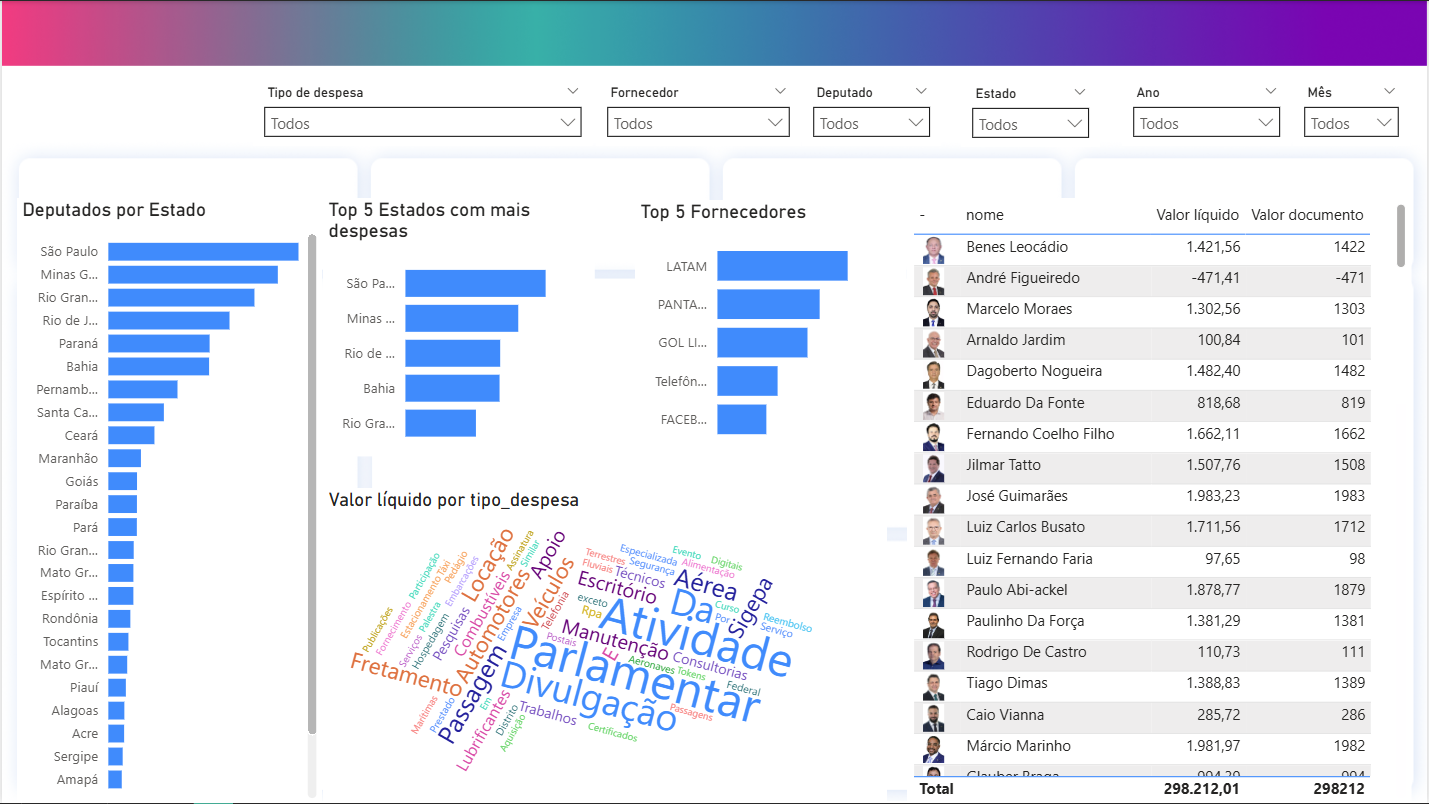 Tipo de despesa
Todos
Fornecedor
Todos
Deputado
Todos
Estado
Todos
Ano
Todos
Mês
Todos
Deputados por Estado
São Paulo
Minas G...
Rio Gran...
Rio de J...
Paraná
Bahia
Pernamb...
Santa Ca...
Ceará
Maranhão
Goiás
Paraíba
Pará
Rio Gran...
Mato Gr...
Espírito ...
Rondônia
Tocantins
Mato Gr...
Piauí
Alagoas
Acre
Sergipe
Amapá
Top 5 Estados com mais
despesas
São Pa...
Minas ...
Rio de ...
Bahia
Rio Gra...
Top 5 Fornecedores
LATAM
PANTA...
GOL LI...
Telefôn...
FACEB...
Valor líquido por tipo_despesa
Publicações
Fornecimento
Estacionamento
Participação
Táxi
Pedágio
Palestra
Embarcações
Serviços
Hospedagem
Pesquisas
Combustíveis
Locação
Assinatura
Similar
Apoio
Automotores
Veículos
Empresa
Telefonia
Fretamento
Passagem
Marítimas
Prestado
Em
Lubrificantes
Distrito
Aquisição
Trabalhos
Certificados
Divulgação
Parlamentar
Atividade
Da
Manutenção
Postais
E
Aeronaves
Tokens
Consultorias
Federal
Passagens
Terrestres
Fluviais
Especializada
Segurança
Técnicos
Escritório
exceto
Rpa
Evento
Digitais
Alimentação
Aérea
Curso
Por
Sigepa
Reembolso
Serviço
- nome Valor líquido Valor documento
Benes Leocádio 1.421,56 1422
André Figueiredo -471,41 -471
Marcelo Moraes 1.302,56 1303
Arnaldo Jardim 100,84 101
Dagoberto Nogueira 1.482,40 1482
Eduardo Da Fonte 818,68 819
Fernando Coelho Filho 1.662,11 1662
Jilmar Tatto 1.507,76 1508
José Guimarães 1.983,23 1983
Luiz Carlos Busato 1.711,56 1712
Luiz Fernando Faria 97,65 98
Paulo Abi-ackel 1.878,77 1879
Paulinho Da Força 1.381,29 1381
Rodrigo De Castro 110,73 111
Tiago Dimas 1.388,83 1389
Caio Vianna 285,72 286
Márcio Marinho 1.981,97 1982
Glauber Braga 994,39 994
Total 298.212,01 298212